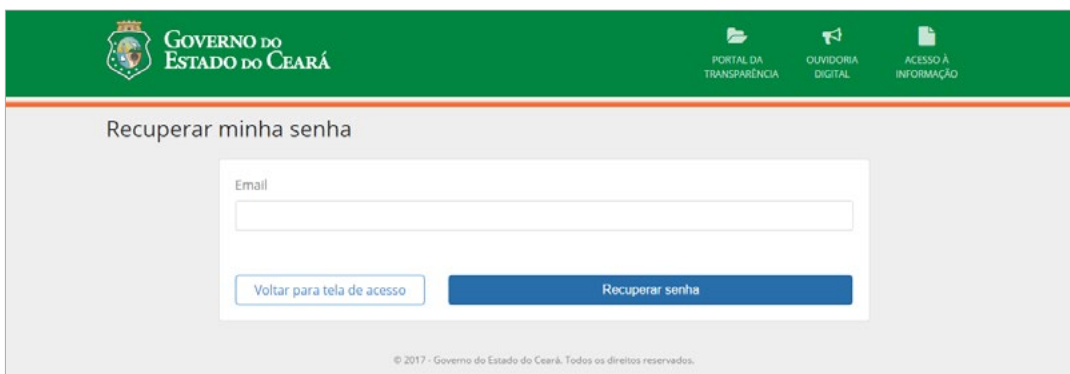 GOVERNO DO
ESTADO DO CEARÁ
PORTAL DA
TRANSPARÊNCIA
OUVIDORIA
DIGITAL
ACESSO À
INFORMAÇÃO
Recuperar minha senha
Email
Voltar para tela de acesso
Recuperar senha
© 2017 - Governo do Estado do Ceará. Todos os direitos reservados.